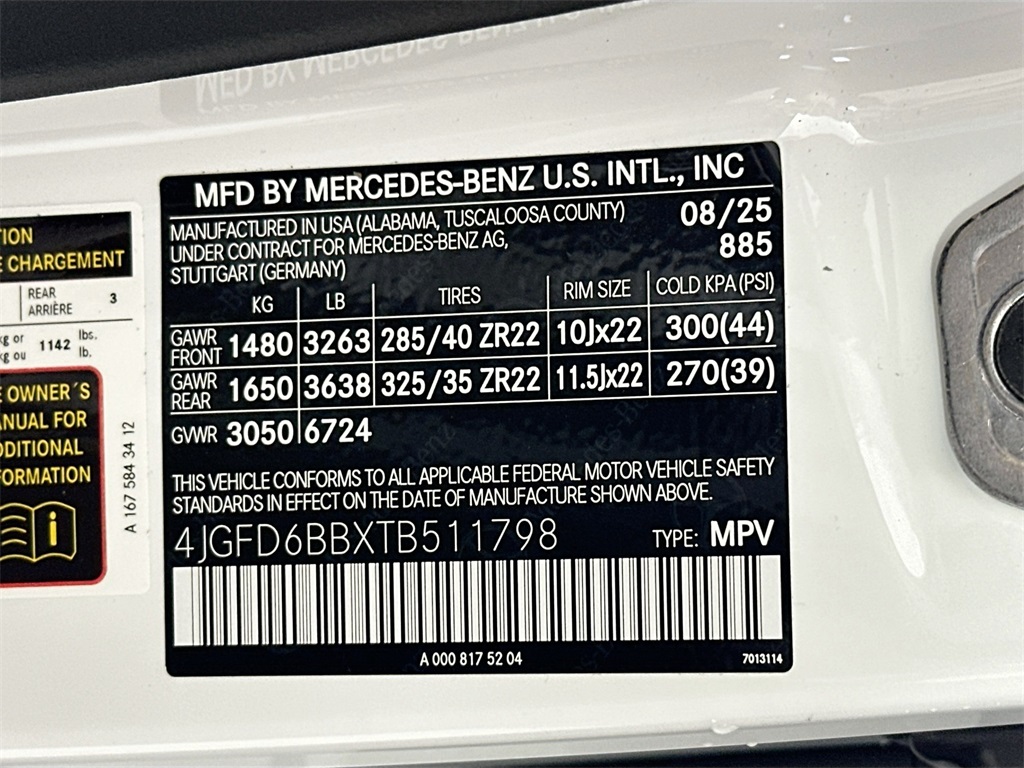 MFD BY MERCEDES-BENZ U.S. INTL., INC
MANUFACTURED IN USA (ALABAMA, TUSCALOOSA COUNTY) 08/25
UNDER CONTRACT FOR MERCEDES-BENZ AG, 885
STUTTGART (GERMANY)
KG LB TIRES RIM SIZE COLD KPA (PSI)
GAWR FRONT 1480 3263 285/40 ZR22 10Jx22 300(44)
GAWR REAR 1650 3638 325/35 ZR22 11.5Jx22 270(39)
GVWR 3050 6724
THIS VEHICLE CONFORMS TO ALL APPLICABLE FEDERAL MOTOR VEHICLE SAFETY
STANDARDS IN EFFECT ON THE DATE OF MANUFACTURE SHOWN ABOVE.
4JGFD6BBXTB511798 TYPE: MPV
A 000 817 52 04 7013114
CHARGEMENT
REAR 3
ARRIÈRE
kg or 1142 lbs.
kg ou lb.
OWNER´S
FOR
A 167 584 34 12